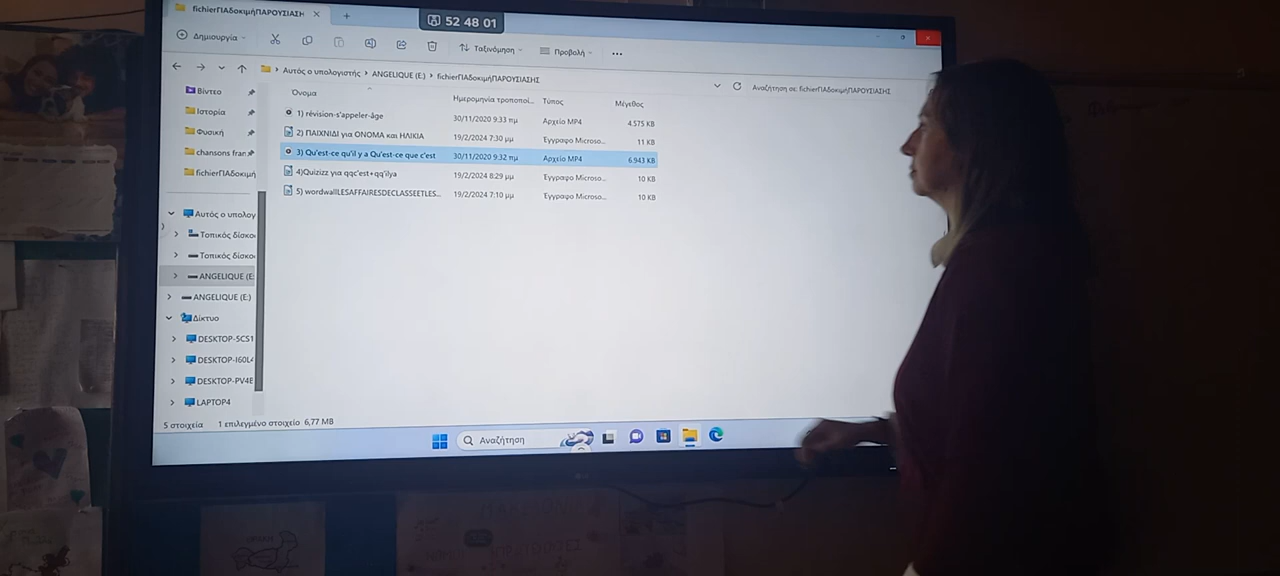 fichierΓΙΑδοκιμήΠΑΡΟΥΣΙΑΣΗ
52 48 01
Δημιουργία
Ταξινόμηση
Προβολή
Αυτός ο υπολογιστής > ANGELIQUE (E:) > fichierΓΙΑδοκιμήΠΑΡΟΥΣΙΑΣΗΣ
Αναζήτηση σε: fichierΓΙΑδοκιμήΠΑΡΟΥΣΙΑΣΗΣ
Όνομα Ημερομηνία τροποποί... Τύπος Μέγεθος
1) révision-s'appeler-âge 30/11/2020 9:33 πμ Αρχείο MP4 4.575 KB
2) ΠΑΙΧΝΙΔΙ για ΟΝΟΜΑ και ΗΛΙΚΙΑ 19/2/2024 7:30 μμ Έγγραφο Microso... 11 KB
3) Qu'est-ce qu'il y a Qu'est-ce que c'est 30/11/2020 9:32 πμ Αρχείο MP4 6.943 KB
4)Quizizz για qqc'est+qq'ilya 19/2/2024 8:29 μμ Έγγραφο Microso... 10 KB
5) wordwallLESAFFAIRESDECLASSEETLES... 19/2/2024 7:10 μμ Έγγραφο Microso... 10 KB
Βίντεο
Ιστορία
Φυσική
chansons fran
fichierΓΙΑδοκιμή
Αυτός ο υπολογ
Τοπικός δίσκο
Τοπικός δίσκο
ANGELIQUE (E:
ANGELIQUE (E:)
Δίκτυο
DESKTOP-5CS1
DESKTOP-I60L4
DESKTOP-PV4E
LAPTOP4
5 στοιχεία 1 επιλεγμένο στοιχείο 6,77 MB
Αναζήτηση